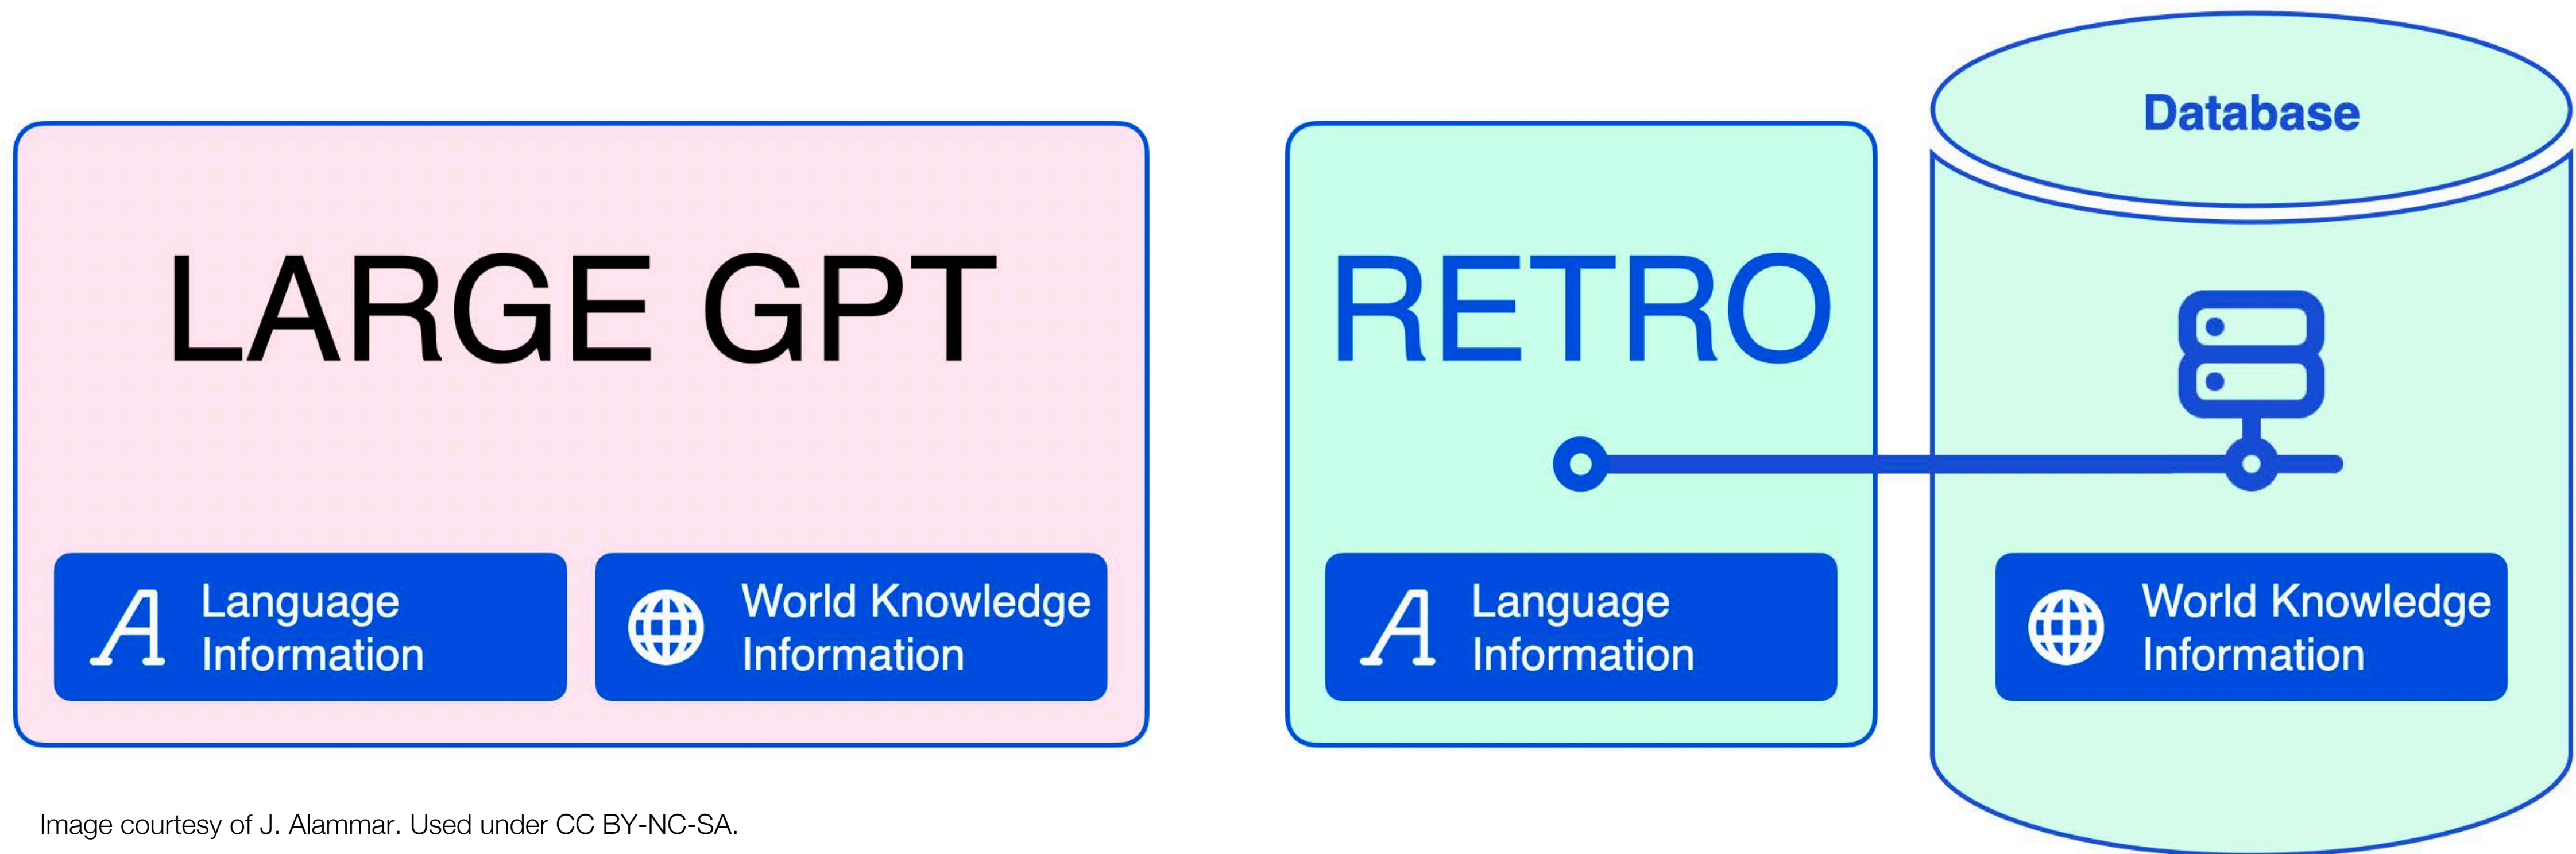 LARGE GPT
Language
Information
World Knowledge
Information
RETRO
Language
Information
Database
World Knowledge
Information
Image courtesy of J. Alammar. Used under CC BY-NC-SA.